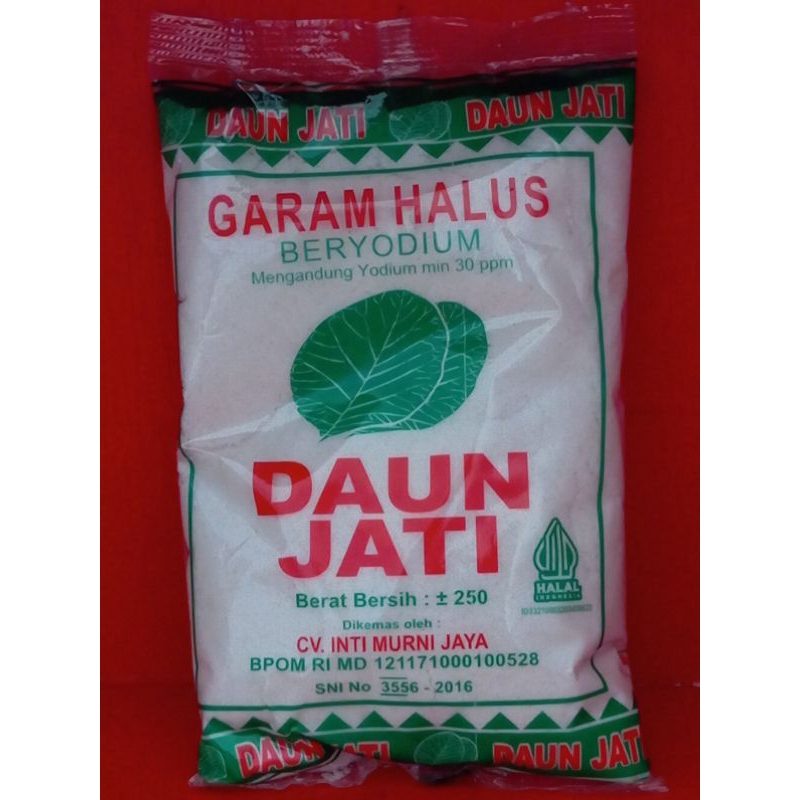 DAUN JATI DAUN JATI
GARAM HALUS
BERYODIUM
Mengandung Yodium min 30 ppm
DAUN
JATI
HALAL
INDONESIA
Berat Bersih : ± 250
Dikemas oleh :
CV. INTI MURNI JAYA
BPOM RI MD 121171000100528
SNI No 3556 - 2016
DAUN JATI DAUN JATI